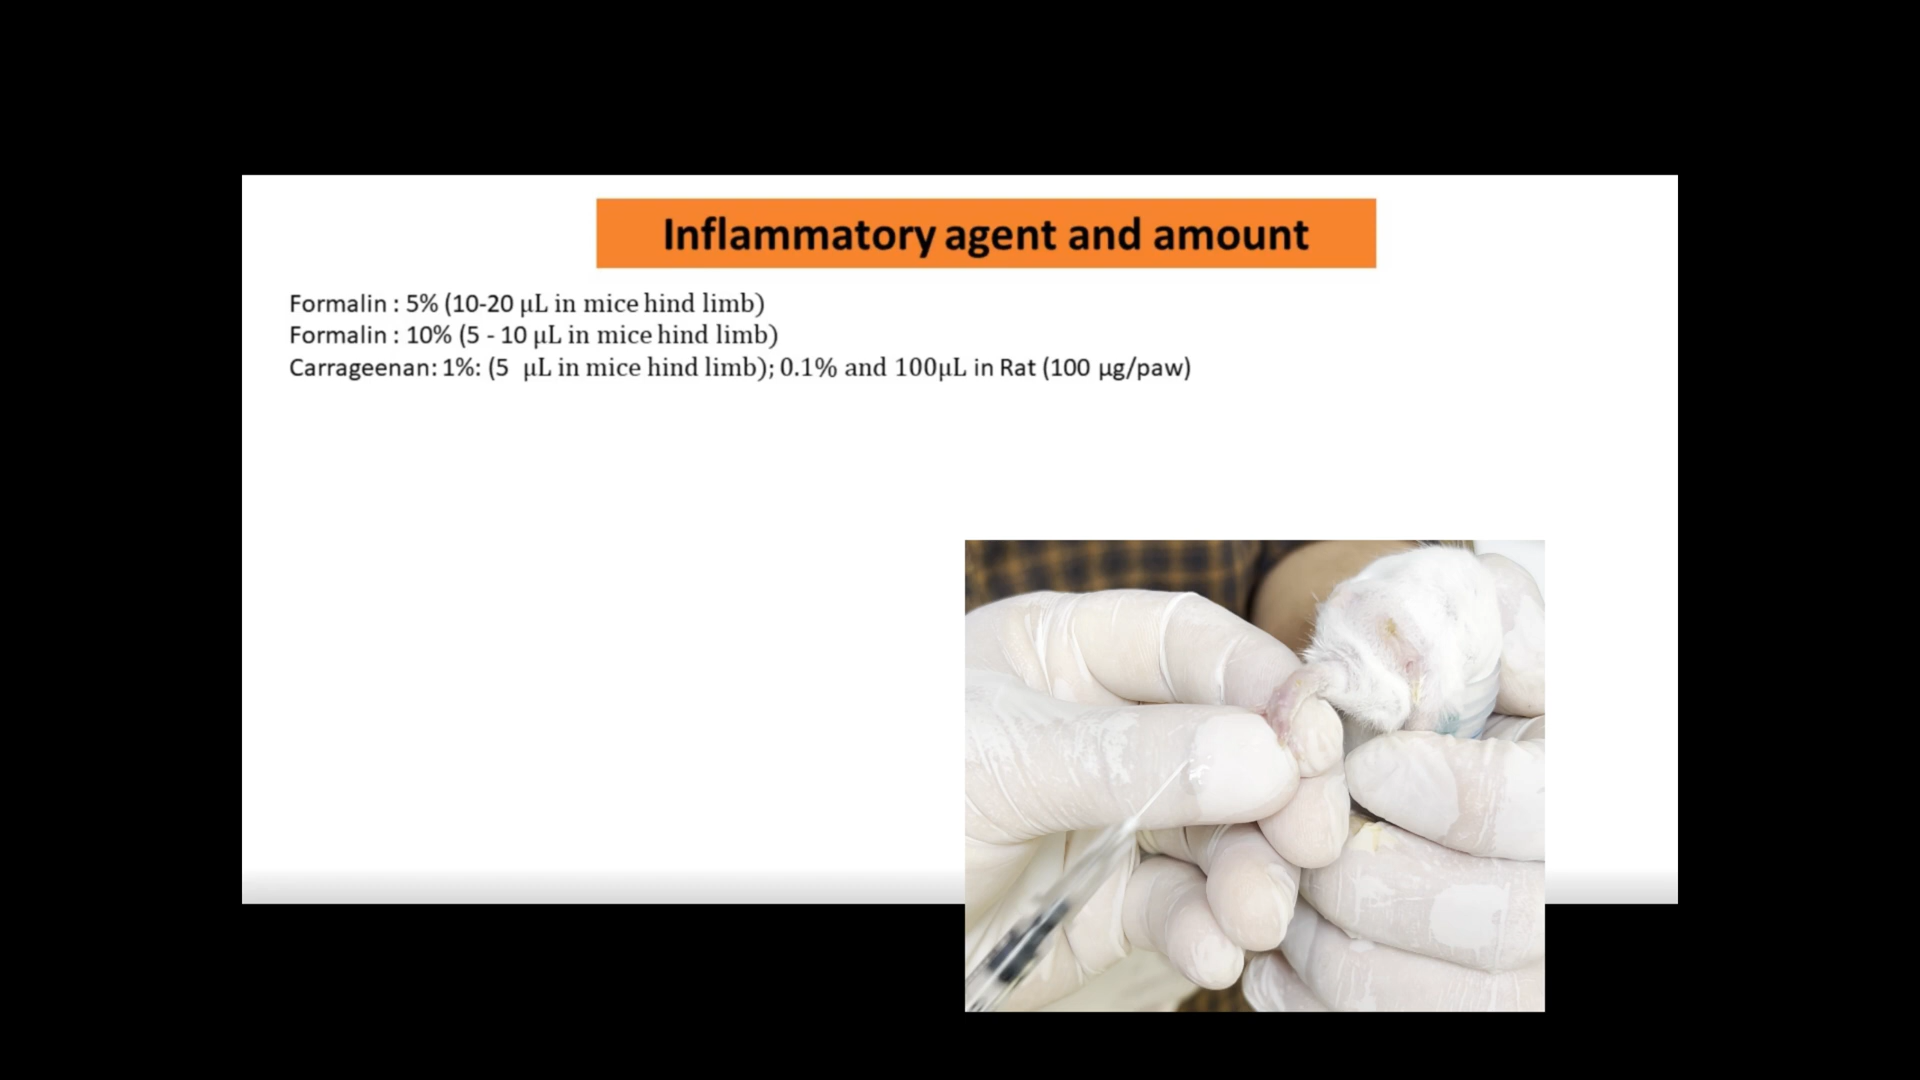 Inflammatory agent and amount
Formalin : 5% (10-20 µL in mice hind limb)
Formalin : 10% (5 - 10 µL in mice hind limb)
Carrageenan: 1%: (5 µL in mice hind limb); 0.1% and 100µL in Rat (100 µg/paw)